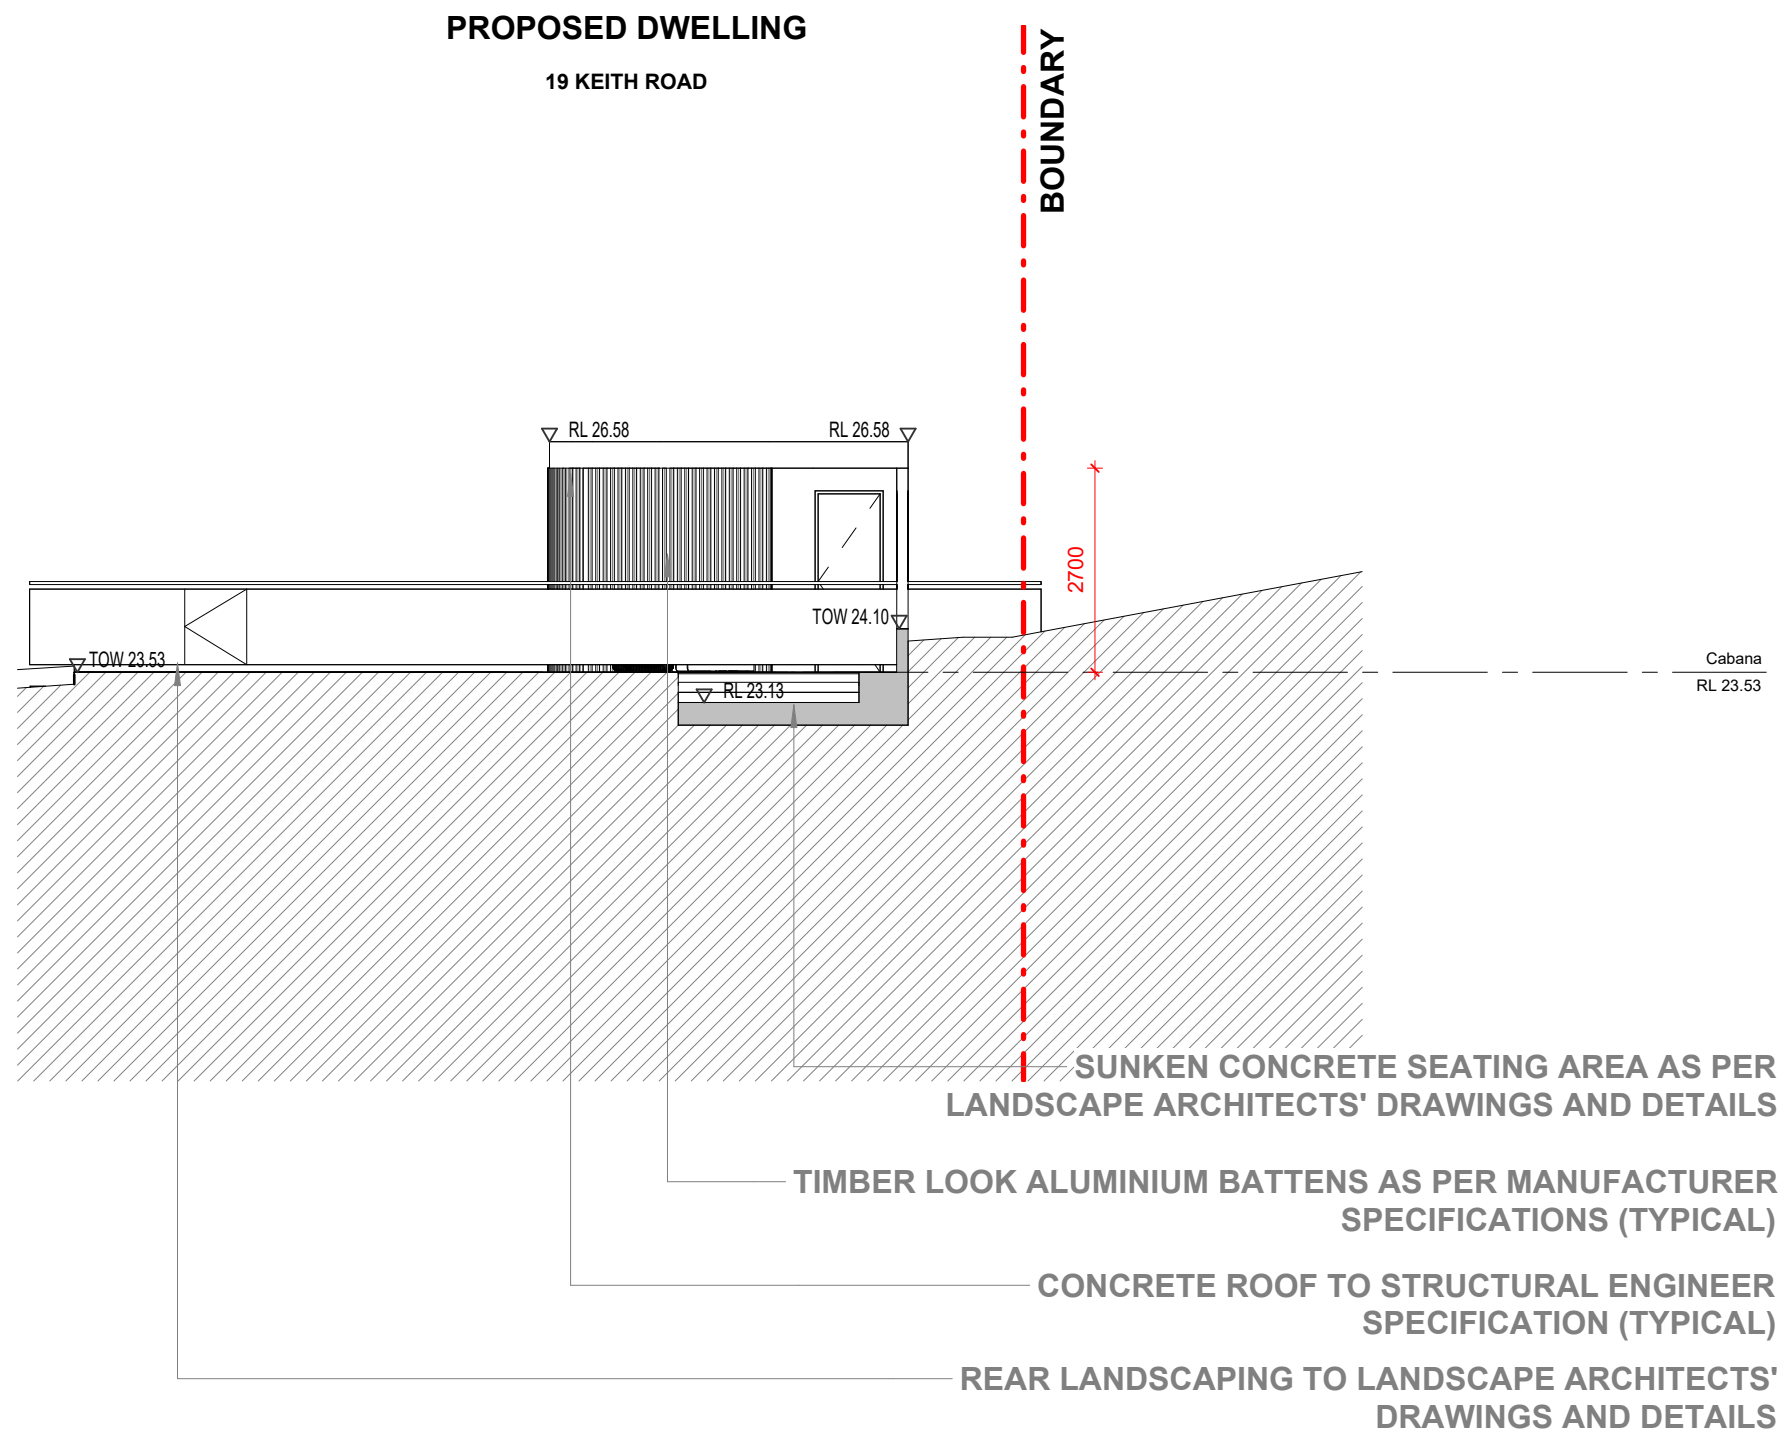 PROPOSED DWELLING
19 KEITH ROAD
BOUNDARY
RL 26.58
RL 26.58
2700
TOW 24.10
TOW 23.53
RL 23.13
Cabana
RL 23.53
SUNKEN CONCRETE SEATING AREA AS PER
LANDSCAPE ARCHITECTS' DRAWINGS AND DETAILS
TIMBER LOOK ALUMINIUM BATTENS AS PER MANUFACTURER
SPECIFICATIONS (TYPICAL)
CONCRETE ROOF TO STRUCTURAL ENGINEER
SPECIFICATION (TYPICAL)
REAR LANDSCAPING TO LANDSCAPE ARCHITECTS'
DRAWINGS AND DETAILS